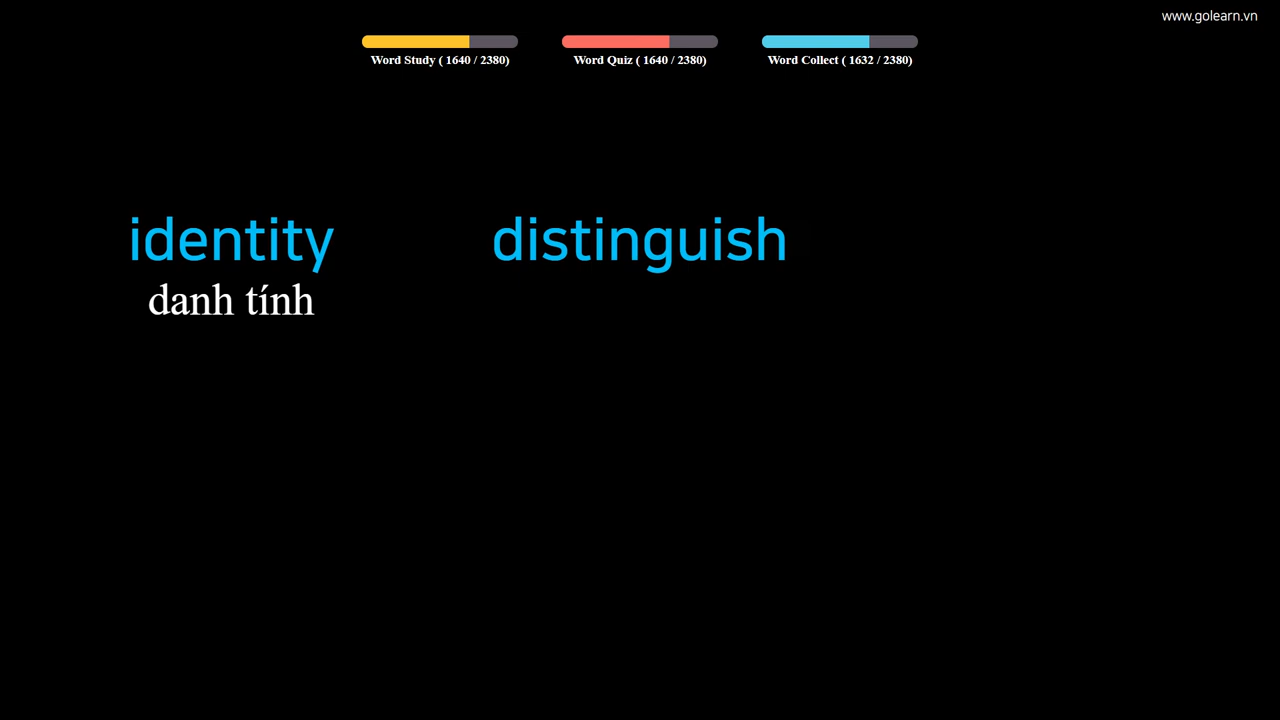 www.golearn.vn
Word Study ( 1640 / 2380)
Word Quiz ( 1640 / 2380)
Word Collect ( 1632 / 2380)
identity
distinguish
danh tính